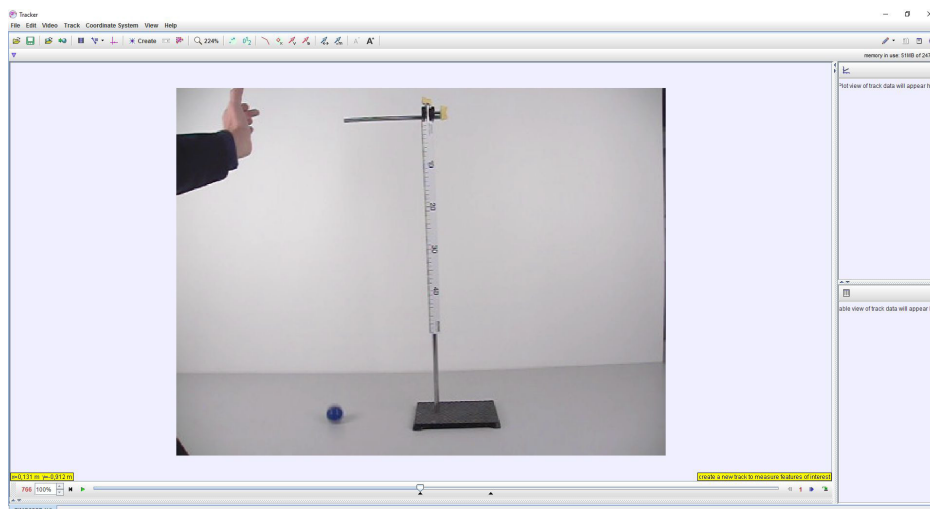 Tracker
File Edit Video Track Coordinate System View Help
Create 224%
memory in use: 51MB of 247
Plot view of track data will appear h
10
20
30
40
able view of track data will appear l
x=0,131 m y=-0,912 m
create a new track to measure features of interest
766 100%